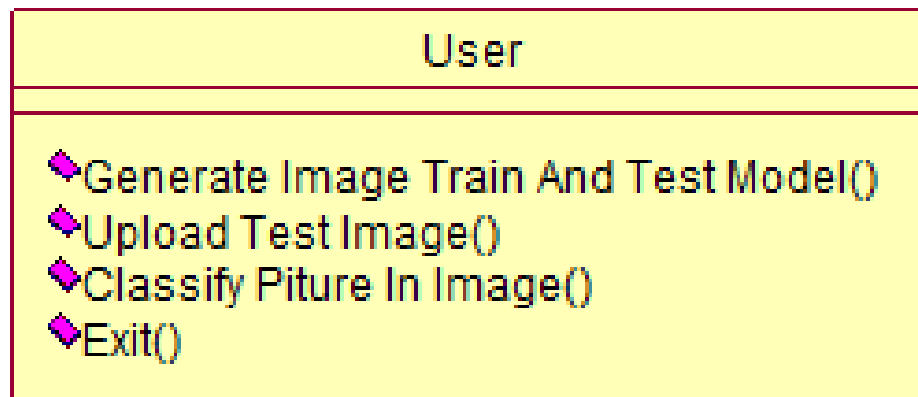 User
Generate Image Train And Test Model()
Upload Test Image()
Classify Piture In Image()
Exit()